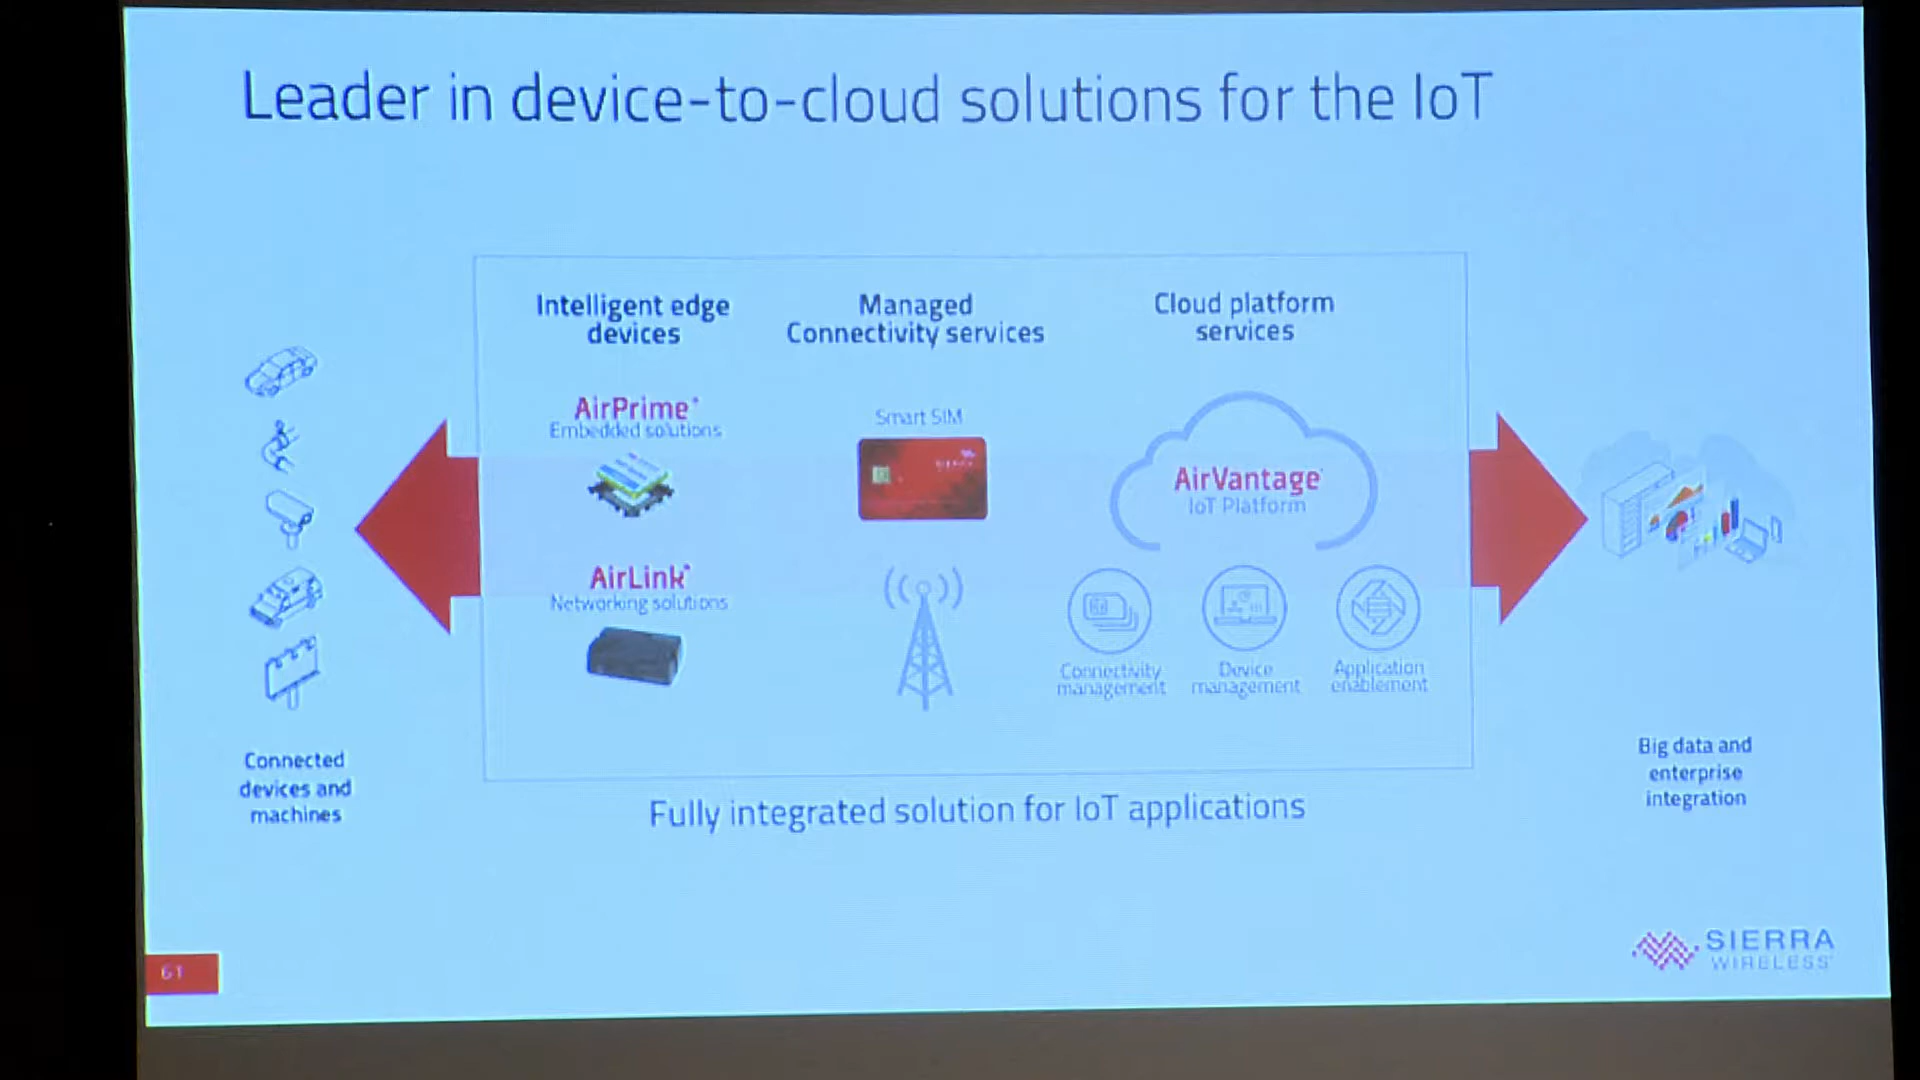 Leader in device-to-cloud solutions for the IoT
Intelligent edge
devices
AirPrime
Embedded solutions
AirLink
Networking solutions
Managed
Connectivity services
Smart SIM
Cloud platform
services
AirVantage
IoT Platform
Connectivity
management
Device
management
Application
enablement
Connected
devices and
machines
Big data and
enterprise
integration
Fully integrated solution for IoT applications
61
SIERRA
WIRELESS